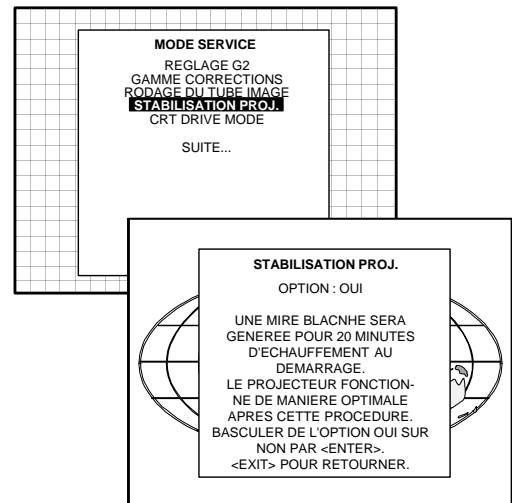 MODE SERVICE
REGLAGE G2
GAMME CORRECTIONS
RODAGE DU TUBE IMAGE
STABILISATION PROJ.
CRT DRIVE MODE
SUITE...
STABILISATION PROJ.
OPTION : OUI
UNE MIRE BLACNHE SERA
GENEREE POUR 20 MINUTES
D'ECHAUFFEMENT AU
DEMARRAGE.
LE PROJECTEUR FONCTION-
NE DE MANIERE OPTIMALE
APRES CETTE PROCEDURE.
BASCULER DE L'OPTION OUI SUR
NON PAR <ENTER>.
<EXIT> POUR RETOURNER.